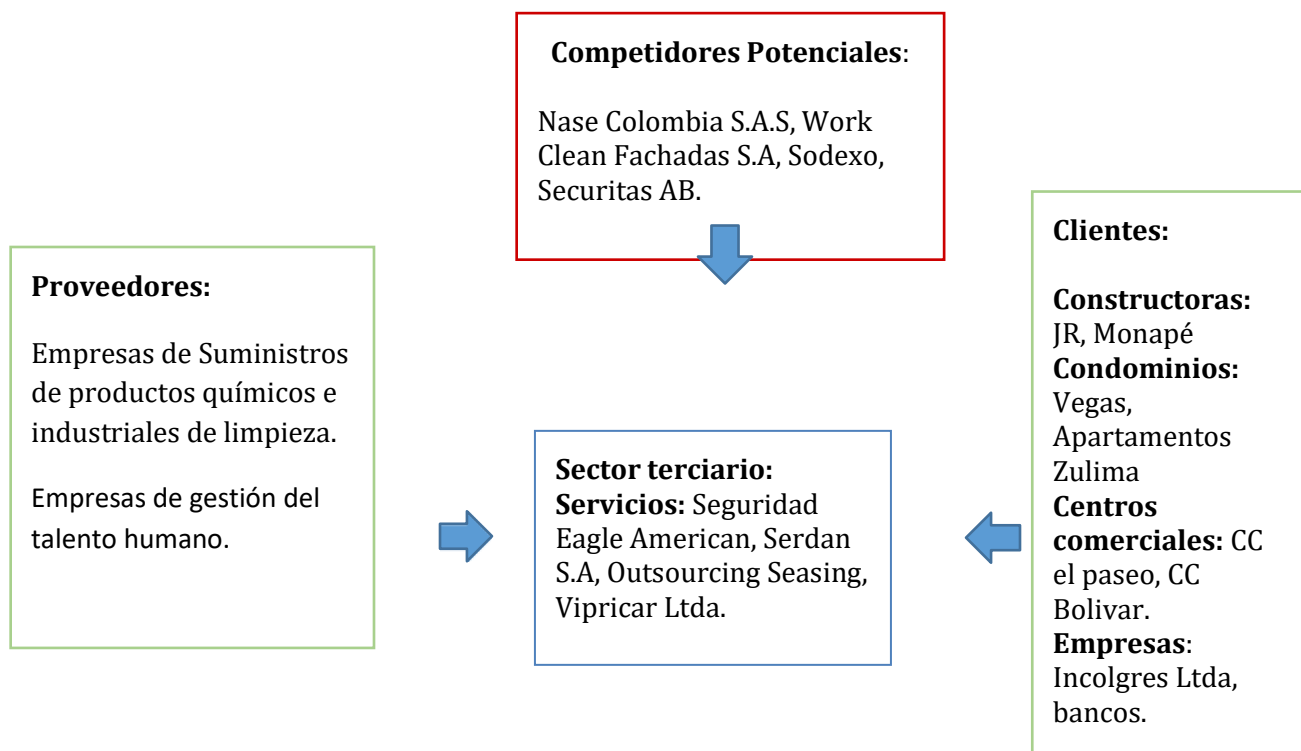 Competidores Potenciales:
Nase Colombia S.A.S, Work
Clean Fachadas S.A, Sodexo,
Securitas AB.
Proveedores:
Empresas de Suministros
de productos químicos e
industriales de limpieza.
Empresas de gestión del
talento humano.
Sector terciario:
Servicios: Seguridad
Eagle American, Serdan
S.A, Outsourcing Seasing,
Vipricar Ltda.
Clientes:
Constructoras:
JR, Monapé
Condominios:
Vegas,
Apartamentos
Zulima
Centros
comerciales: CC
el paseo, CC
Bolivar.
Empresas:
Incolgres Ltda,
bancos.